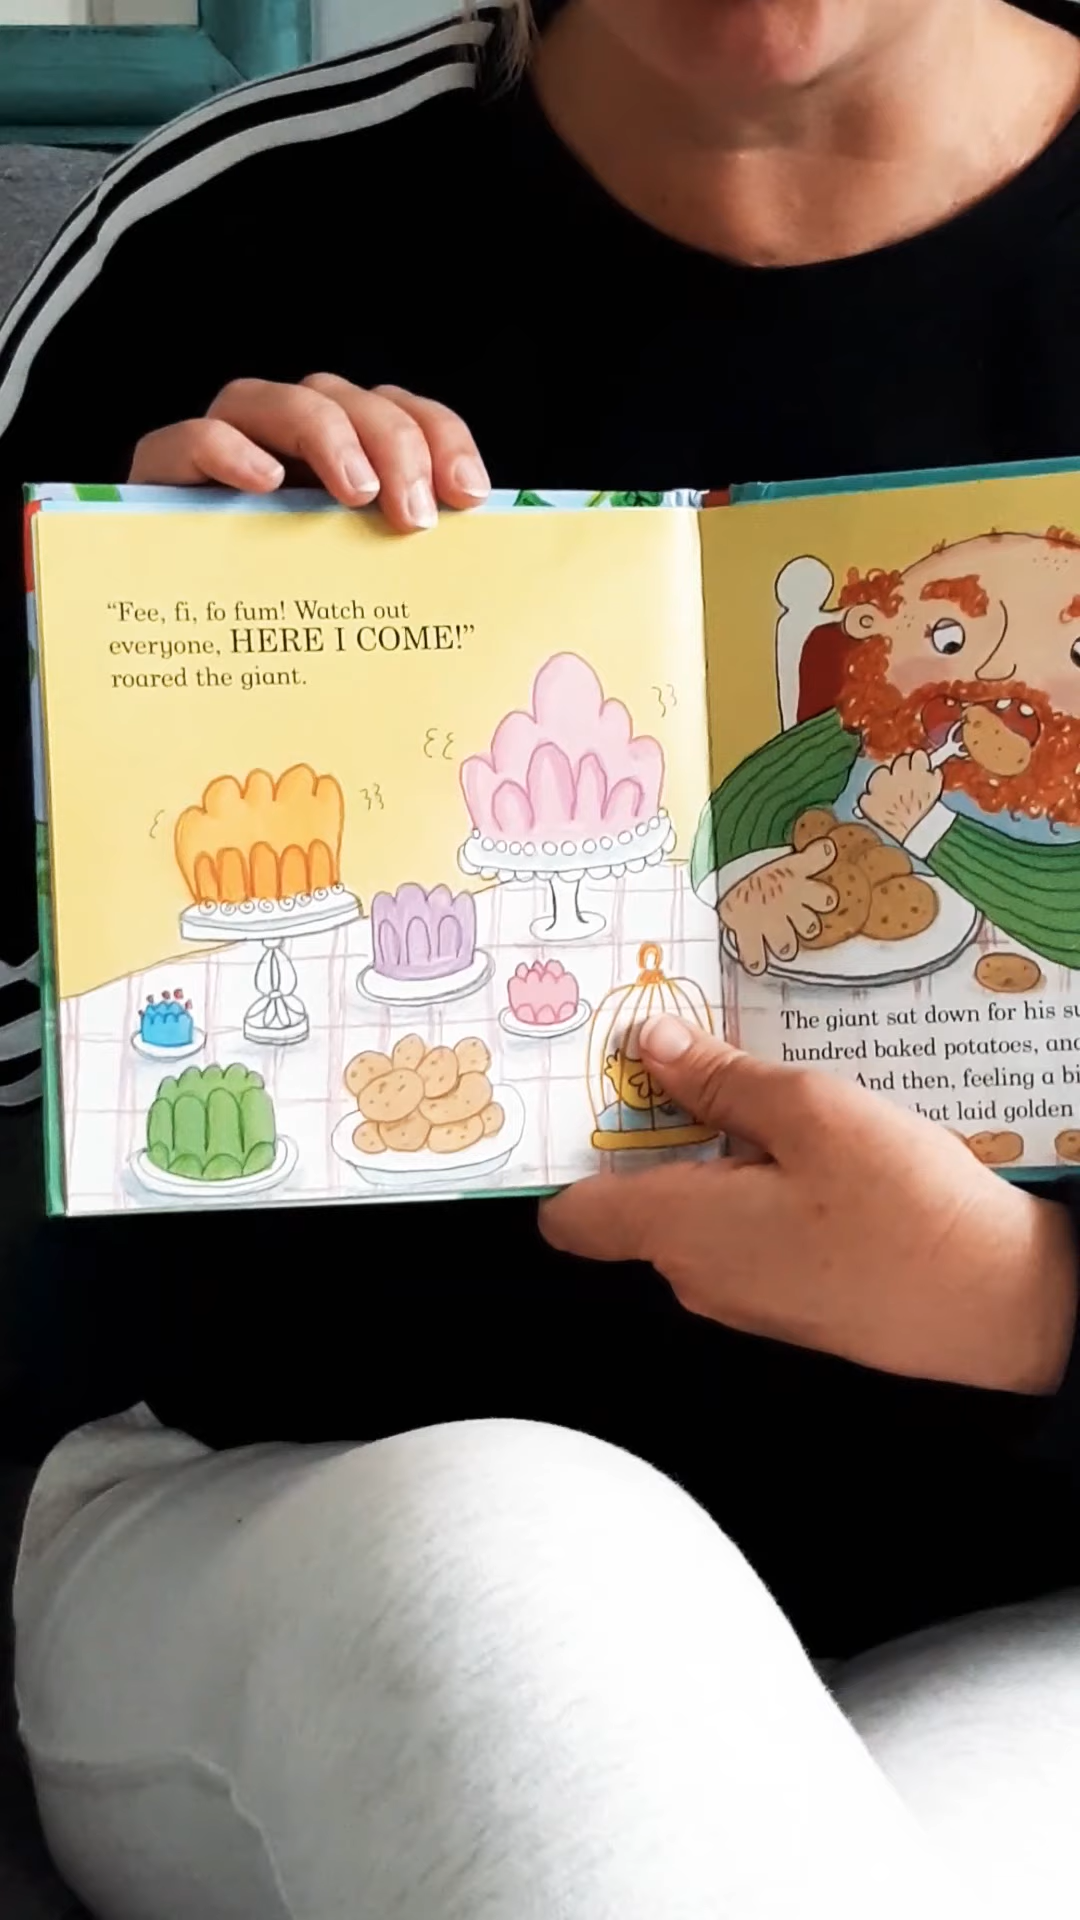 “Fee, fi, fo fum! Watch out
everyone, HERE I COME!”
roared the giant.
The giant sat down for his
hundred baked potatoes, and
And then, feeling a
laid golden